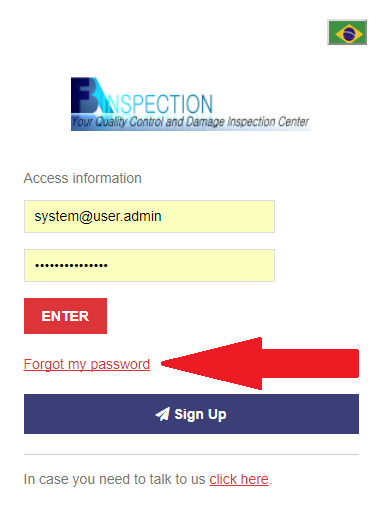 FBINSPECTION
Your Quality Control and Damage Inspection Center
Access information
system@user.admin
•••••••••••••••
ENTER
Forgot my password
Sign Up
In case you need to talk to us click here.